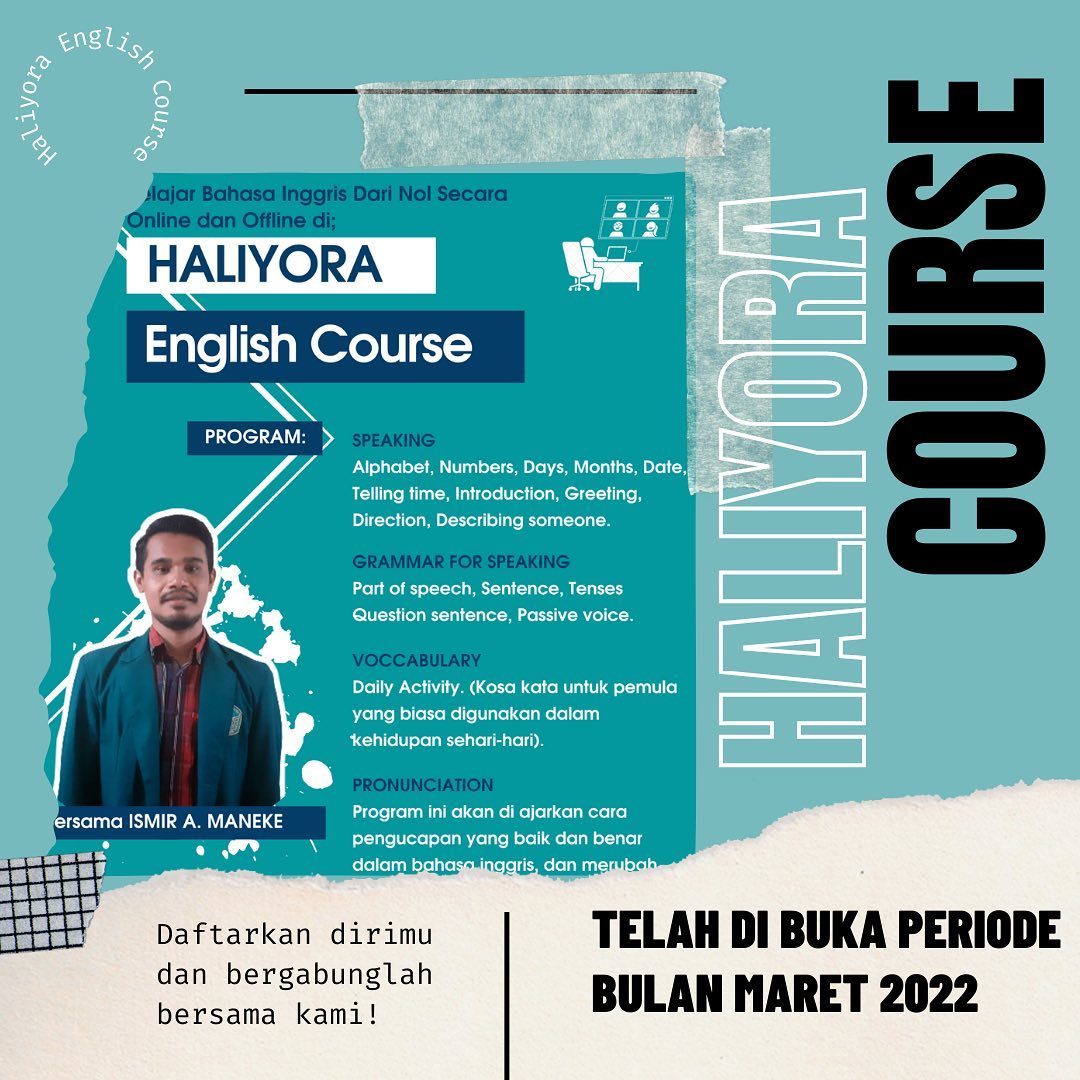 Haliyora English Course
elajar Bahasa Inggris Dari Nol Secara
Online dan Offline di;
HALIYORA
English Course
PROGRAM:
SPEAKING
Alphabet, Numbers, Days, Months, Date,
Telling time, Introduction, Greeting,
Direction, Describing someone.
GRAMMAR FOR SPEAKING
Part of speech, Sentence, Tenses
Question sentence, Passive voice.
VOCCABULARY
Daily Activity. (Kosa kata untuk pemula
yang biasa digunakan dalam
kehidupan sehari-hari).
PRONUNCIATION
Program ini akan di ajarkan cara
pengucapan yang baik dan benar
dalam bahasa inggris, dan merubah
ersama ISMIR A. MANEKE
HALIYORA
COURSE
Daftarkan dirimu
dan bergabunglah
bersama kami!
TELAH DI BUKA PERIODE
BULAN MARET 2022